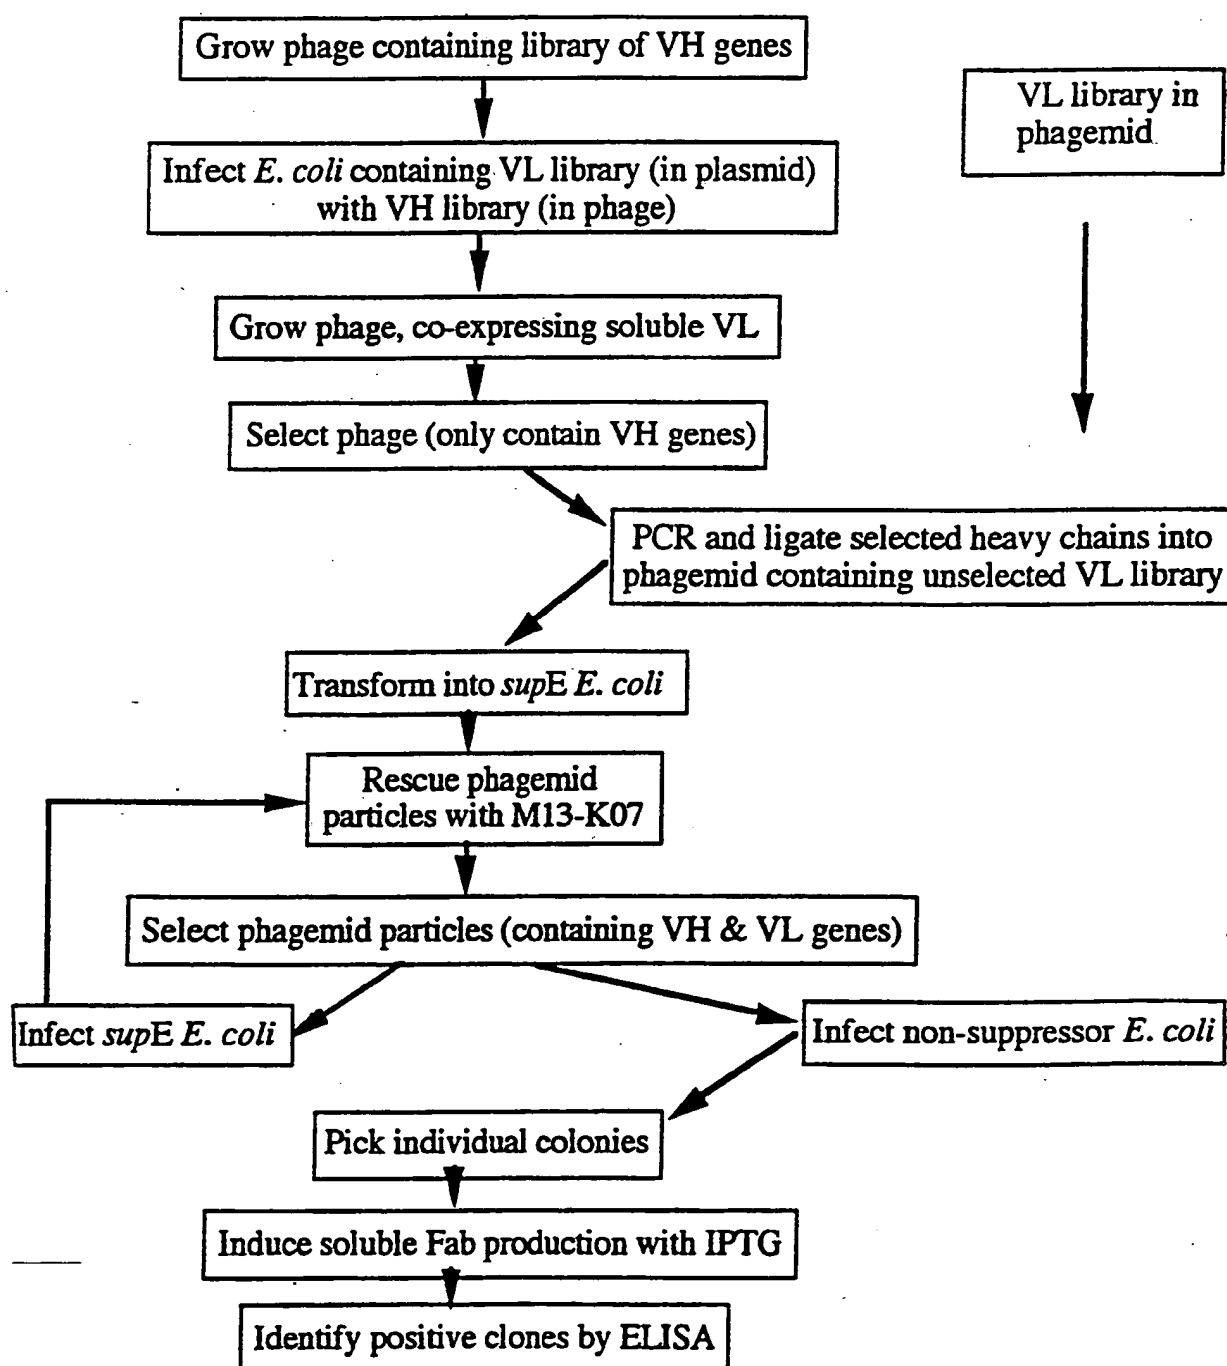 Grow phage containing library of VH genes
VL library in
phagemid
Infect E. coli containing VL library (in plasmid)
with VH library (in phage)
Grow phage, co-expressing soluble VL
Select phage (only contain VH genes)
PCR and ligate selected heavy chains into
phagemid containing unselected VL library
Transform into supE E. coli
Rescue phagemid
particles with M13-K07
Select phagemid particles (containing VH & VL genes)
Infect supE E. coli
Infect non-suppressor E. coli
Pick individual colonies
Induce soluble Fab production with IPTG
Identify positive clones by ELISA